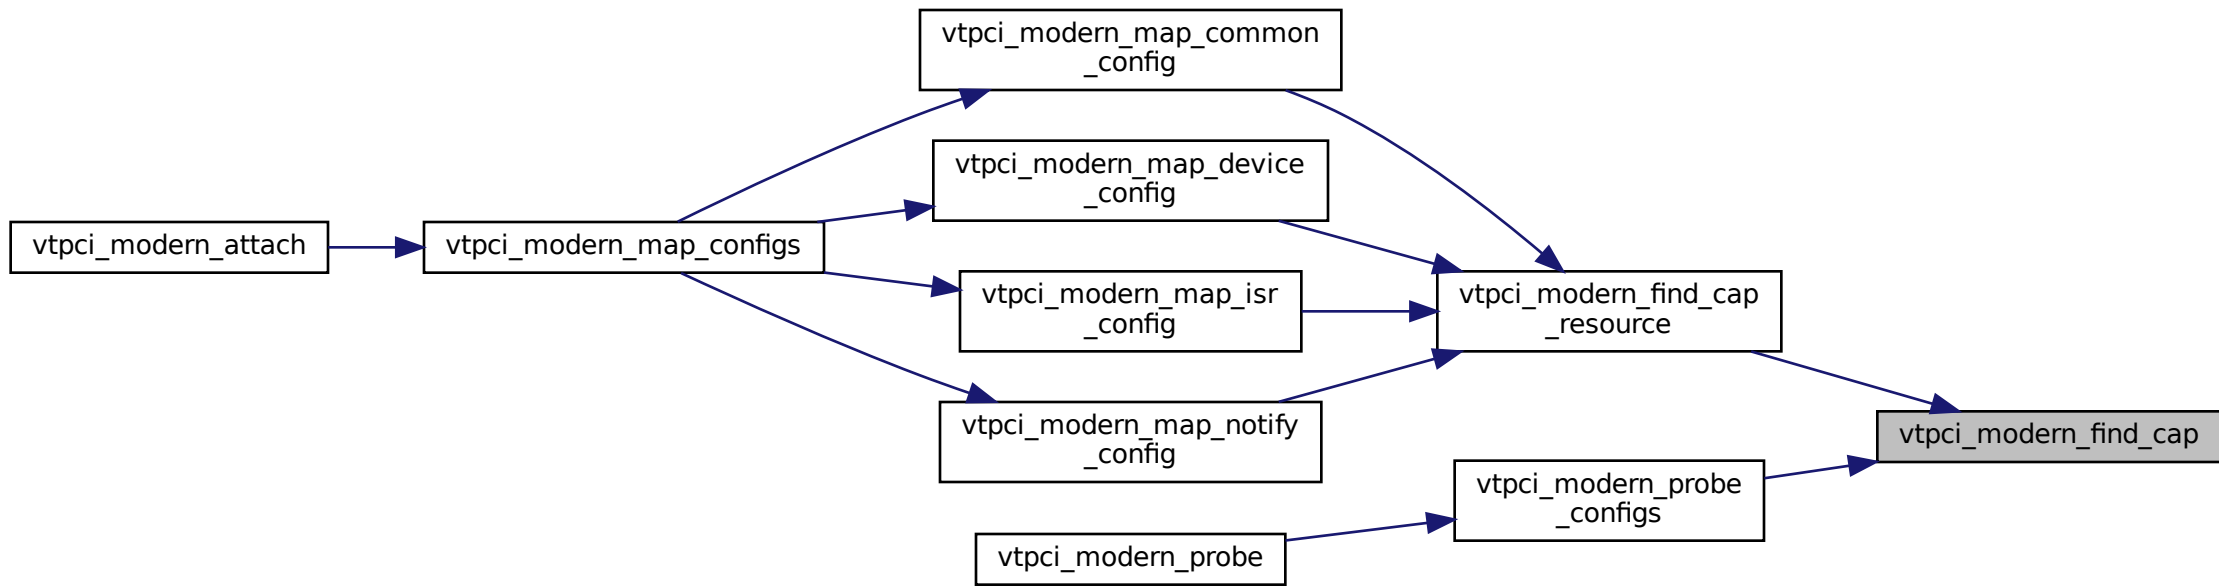 vtpci_modern_map_common
_config
vtpci_modern_map_device
_config
vtpci_modern_attach
vtpci_modern_map_configs
vtpci_modern_map_isr
_config
vtpci_modern_find_cap
_resource
vtpci_modern_map_notify
_config
vtpci_modern_find_cap
vtpci_modern_probe
_configs
vtpci_modern_probe